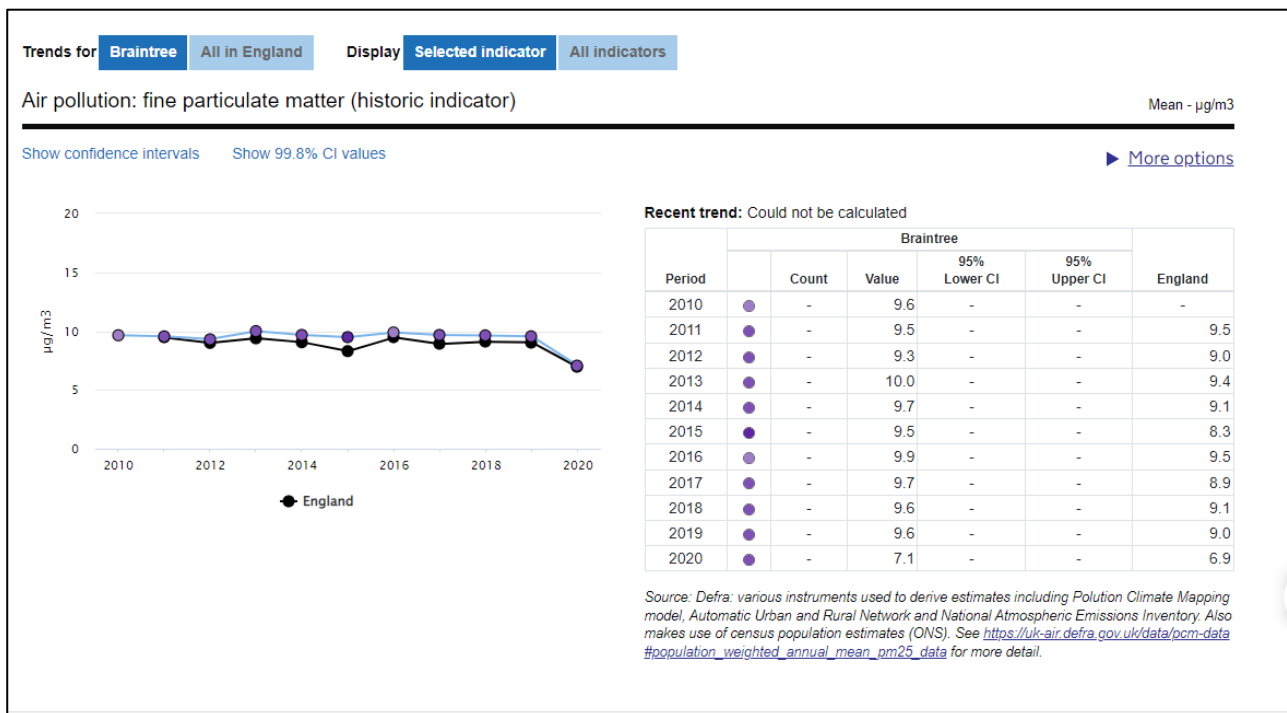 Trends for Braintree All in England Display Selected indicator All indicators
Air pollution: fine particulate matter (historic indicator) Mean - µg/m3
Show confidence intervals Show 99.8% CI values
▶ More options
20
15
10
5
0
µg/m3
2010 2012 2014 2016 2018 2020
England
Recent trend: Could not be calculated
Braintree
Period Count Value 95% Lower CI 95% Upper CI England
2010 - 9.6 - - -
2011 - 9.5 - - 9.5
2012 - 9.3 - - 9.0
2013 - 10.0 - - 9.4
2014 - 9.7 - - 9.1
2015 - 9.5 - - 8.3
2016 - 9.9 - - 9.5
2017 - 9.7 - - 8.9
2018 - 9.6 - - 9.1
2019 - 9.6 - - 9.0
2020 - 7.1 - - 6.9
Source: Defra: various instruments used to derive estimates including Polution Climate Mapping
model, Automatic Urban and Rural Network and National Atmospheric Emissions Inventory. Also
makes use of census population estimates (ONS). See https://uk-air.defra.gov.uk/data/pcm-data
#population_weighted_annual_mean_pm25_data for more detail.